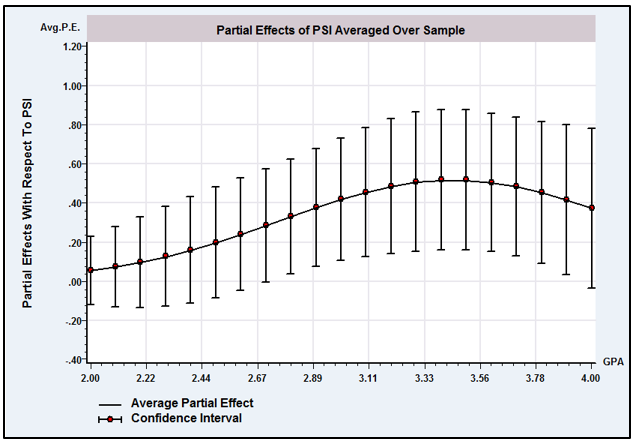 Avg.P.E.
Partial Effects of PSI Averaged Over Sample
Partial Effects With Respect To PSI
1.20
1.00
.80
.60
.40
.20
.00
-.20
-.40
2.00 2.22 2.44 2.67 2.89 3.11 3.33 3.56 3.78 4.00
GPA
Average Partial Effect
Confidence Interval